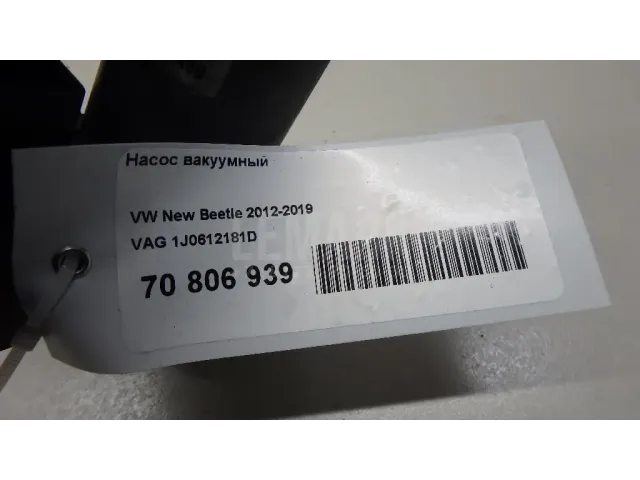 Насос вакуумный
VW New Beetle 2012-2019
VAG 1J0612181D
70 806 939